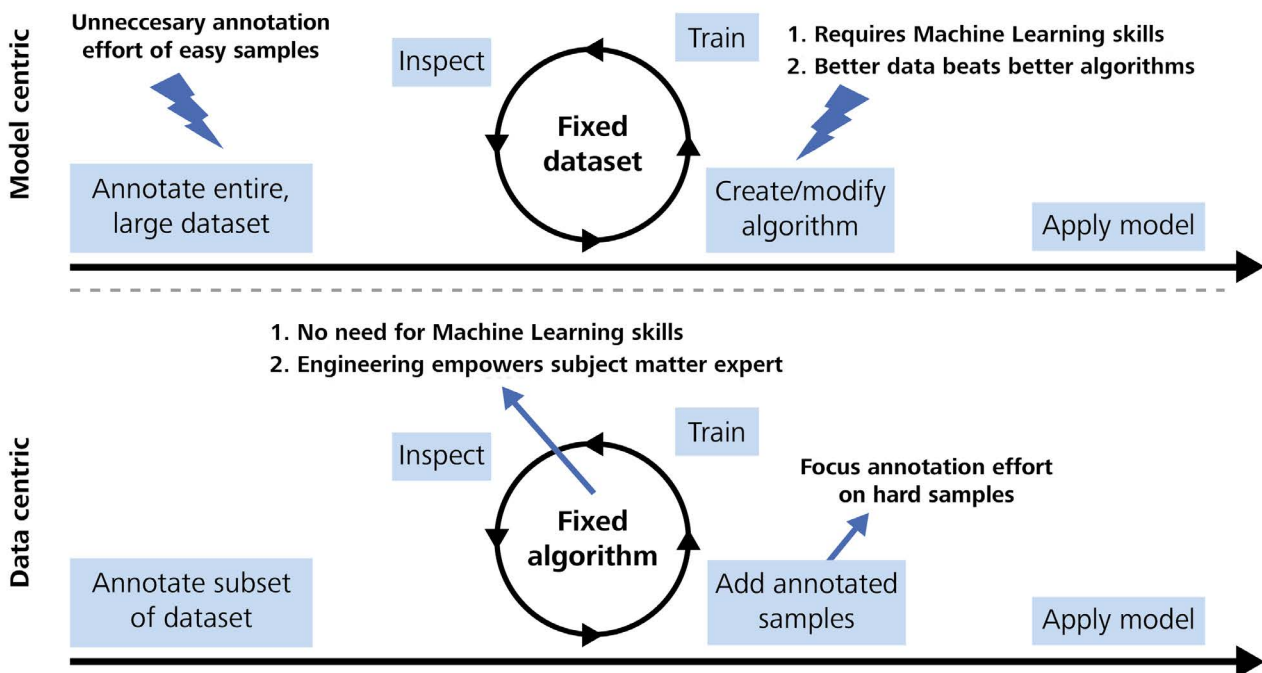 Model centric
Unneccesary annotation
effort of easy samples
Annotate entire,
large dataset
Inspect
Train
Fixed
dataset
1. Requires Machine Learning skills
2. Better data beats better algorithms
Create/modify
algorithm
Apply model
Data centric
1. No need for Machine Learning skills
2. Engineering empowers subject matter expert
Annotate subset
of dataset
Inspect
Train
Fixed
algorithm
Focus annotation effort
on hard samples
Add annotated
samples
Apply model